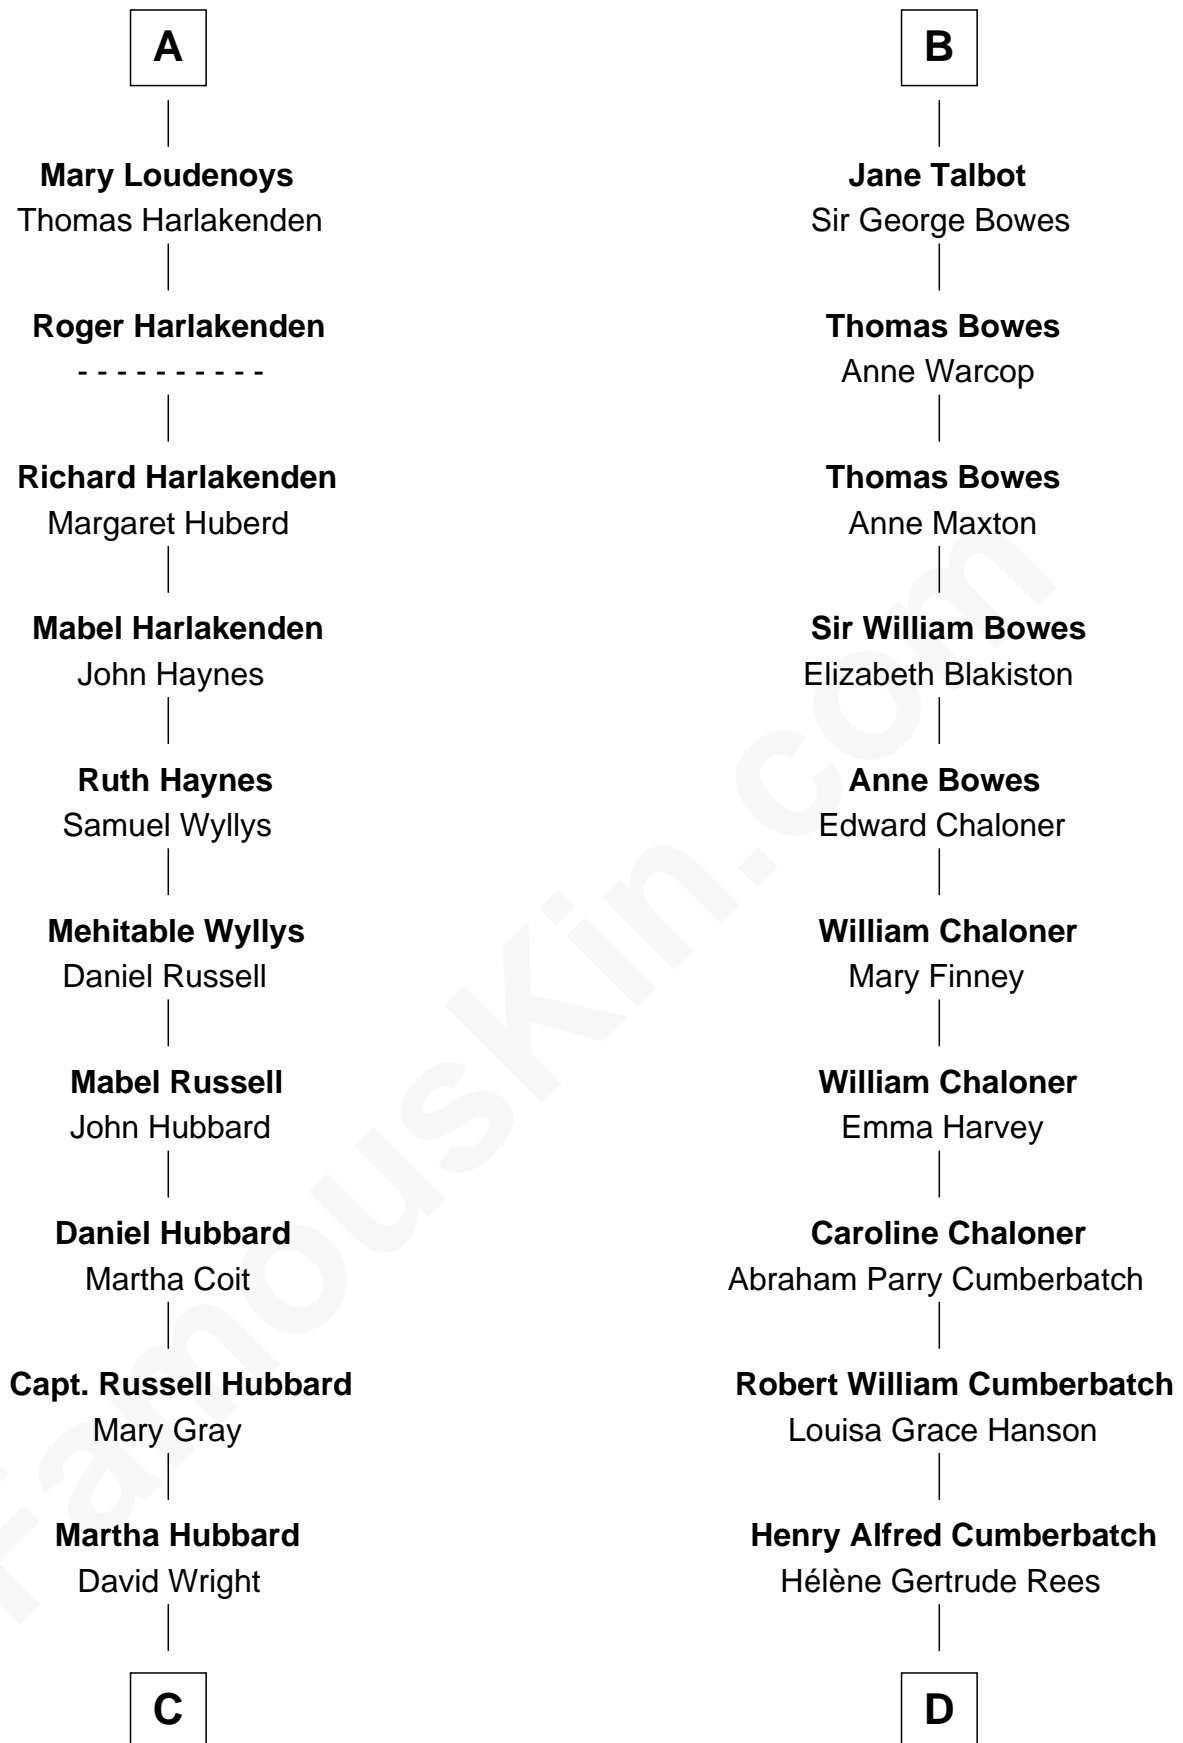 A
Mary Loudenoys
Thomas Harlakenden
Roger Harlakenden
- - - - - - - - - -
Richard Harlakenden
Margaret Huberd
Mabel Harlakenden
John Haynes
Ruth Haynes
Samuel Wyllys
Mehitable Wyllys
Daniel Russell
Mabel Russell
John Hubbard
Daniel Hubbard
Martha Coit
Capt. Russell Hubbard
Mary Gray
Martha Hubbard
David Wright
C
B
Jane Talbot
Sir George Bowes
Thomas Bowes
Anne Warcop
Thomas Bowes
Anne Maxton
Sir William Bowes
Elizabeth Blakiston
Anne Bowes
Edward Chaloner
William Chaloner
Mary Finney
William Chaloner
Emma Harvey
Caroline Chaloner
Abraham Parry Cumberbatch
Robert William Cumberbatch
Louisa Grace Hanson
Henry Alfred Cumberbatch
Hélène Gertrude Rees
D
FamousKin.com